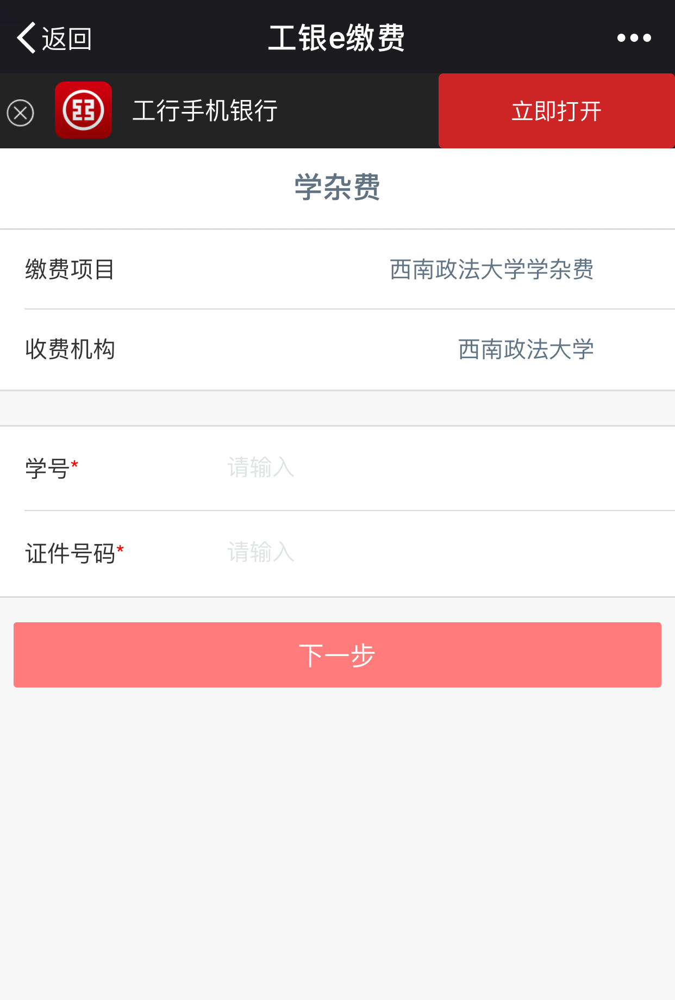 返回
工银e缴费
工行手机银行
立即打开
学杂费
缴费项目
西南政法大学学杂费
收费机构
西南政法大学
学号*
请输入
证件号码*
请输入
下一步